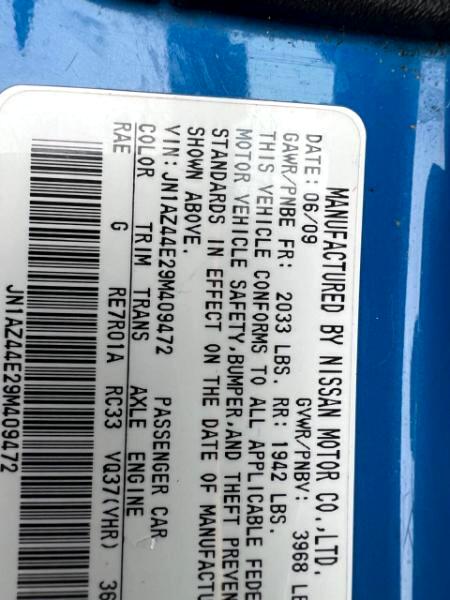 MANUFACTURED BY NISSAN MOTOR CO.,LTD.
DATE: 06/09 GVWR/PNBV: 3968
GAWR/PNBE FR: 2033 LBS. RR: 1942 LBS.
THIS VEHICLE CONFORMS TO ALL APPLICABLE
MOTOR VEHICLE SAFETY,BUMPER,AND THEFT
STANDARDS IN EFFECT ON THE DATE OF
SHOWN ABOVE.
VIN:JN1AZ44E29M409472 PASSENGER CAR
COLOR TRIM TRANS AXLE ENGINE
RAE G RE7R01A RC33 VQ37(VHR) 36
JN1AZ44E29M409472